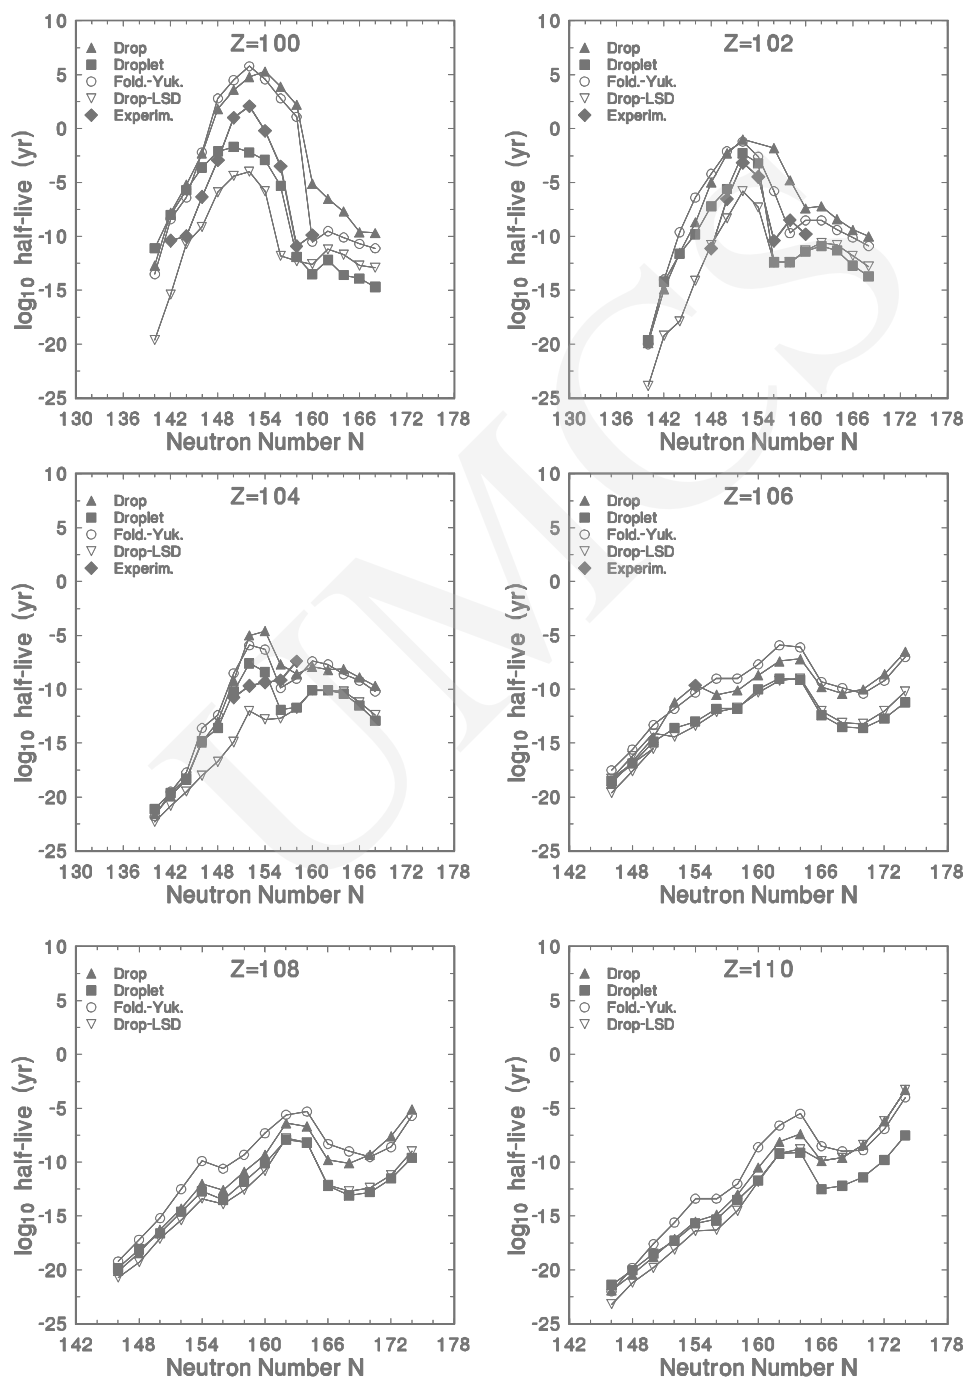 Z=100
Drop
Droplet
Fold.-Yuk.
Drop-LSD
Experim.
log10 half-live (yr)
10
5
0
-5
-10
-15
-20
-25
130 136 142 148 154 160 166 172 178
Neutron Number N
Z=102
Drop
Droplet
Fold.-Yuk.
Drop-LSD
Experim.
log10 half-live (yr)
10
5
0
-5
-10
-15
-20
-25
130 136 142 148 154 160 166 172 178
Neutron Number N
Z=104
Drop
Droplet
Fold.-Yuk.
Drop-LSD
Experim.
log10 half-live (yr)
10
5
0
-5
-10
-15
-20
-25
130 136 142 148 154 160 166 172 178
Neutron Number N
Z=106
Drop
Droplet
Fold.-Yuk.
Drop-LSD
Experim.
log10 half-live (yr)
10
5
0
-5
-10
-15
-20
-25
142 148 154 160 166 172 178
Neutron Number N
Z=108
Drop
Droplet
Fold.-Yuk.
Drop-LSD
log10 half-live (yr)
10
5
0
-5
-10
-15
-20
-25
142 148 154 160 166 172 178
Neutron Number N
Z=110
Drop
Droplet
Fold.-Yuk.
Drop-LSD
log10 half-live (yr)
10
5
0
-5
-10
-15
-20
-25
142 148 154 160 166 172 178
Neutron Number N
UMCS